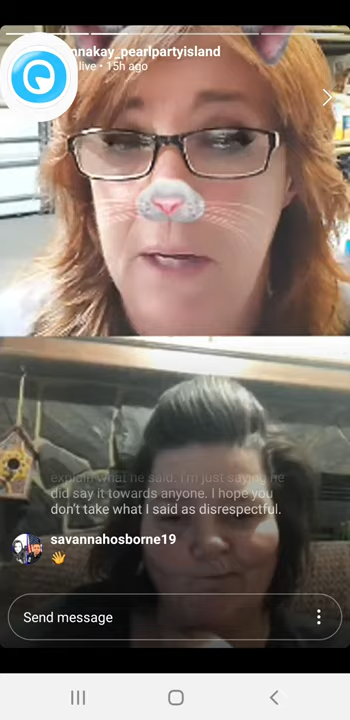 nnakay_pearlpartyisland
live • 15h ago
explain what he said. I'm just saying he
did say it towards anyone. I hope you
don't take what I said as disrespectful.
savannahosborne19
👋
Send message